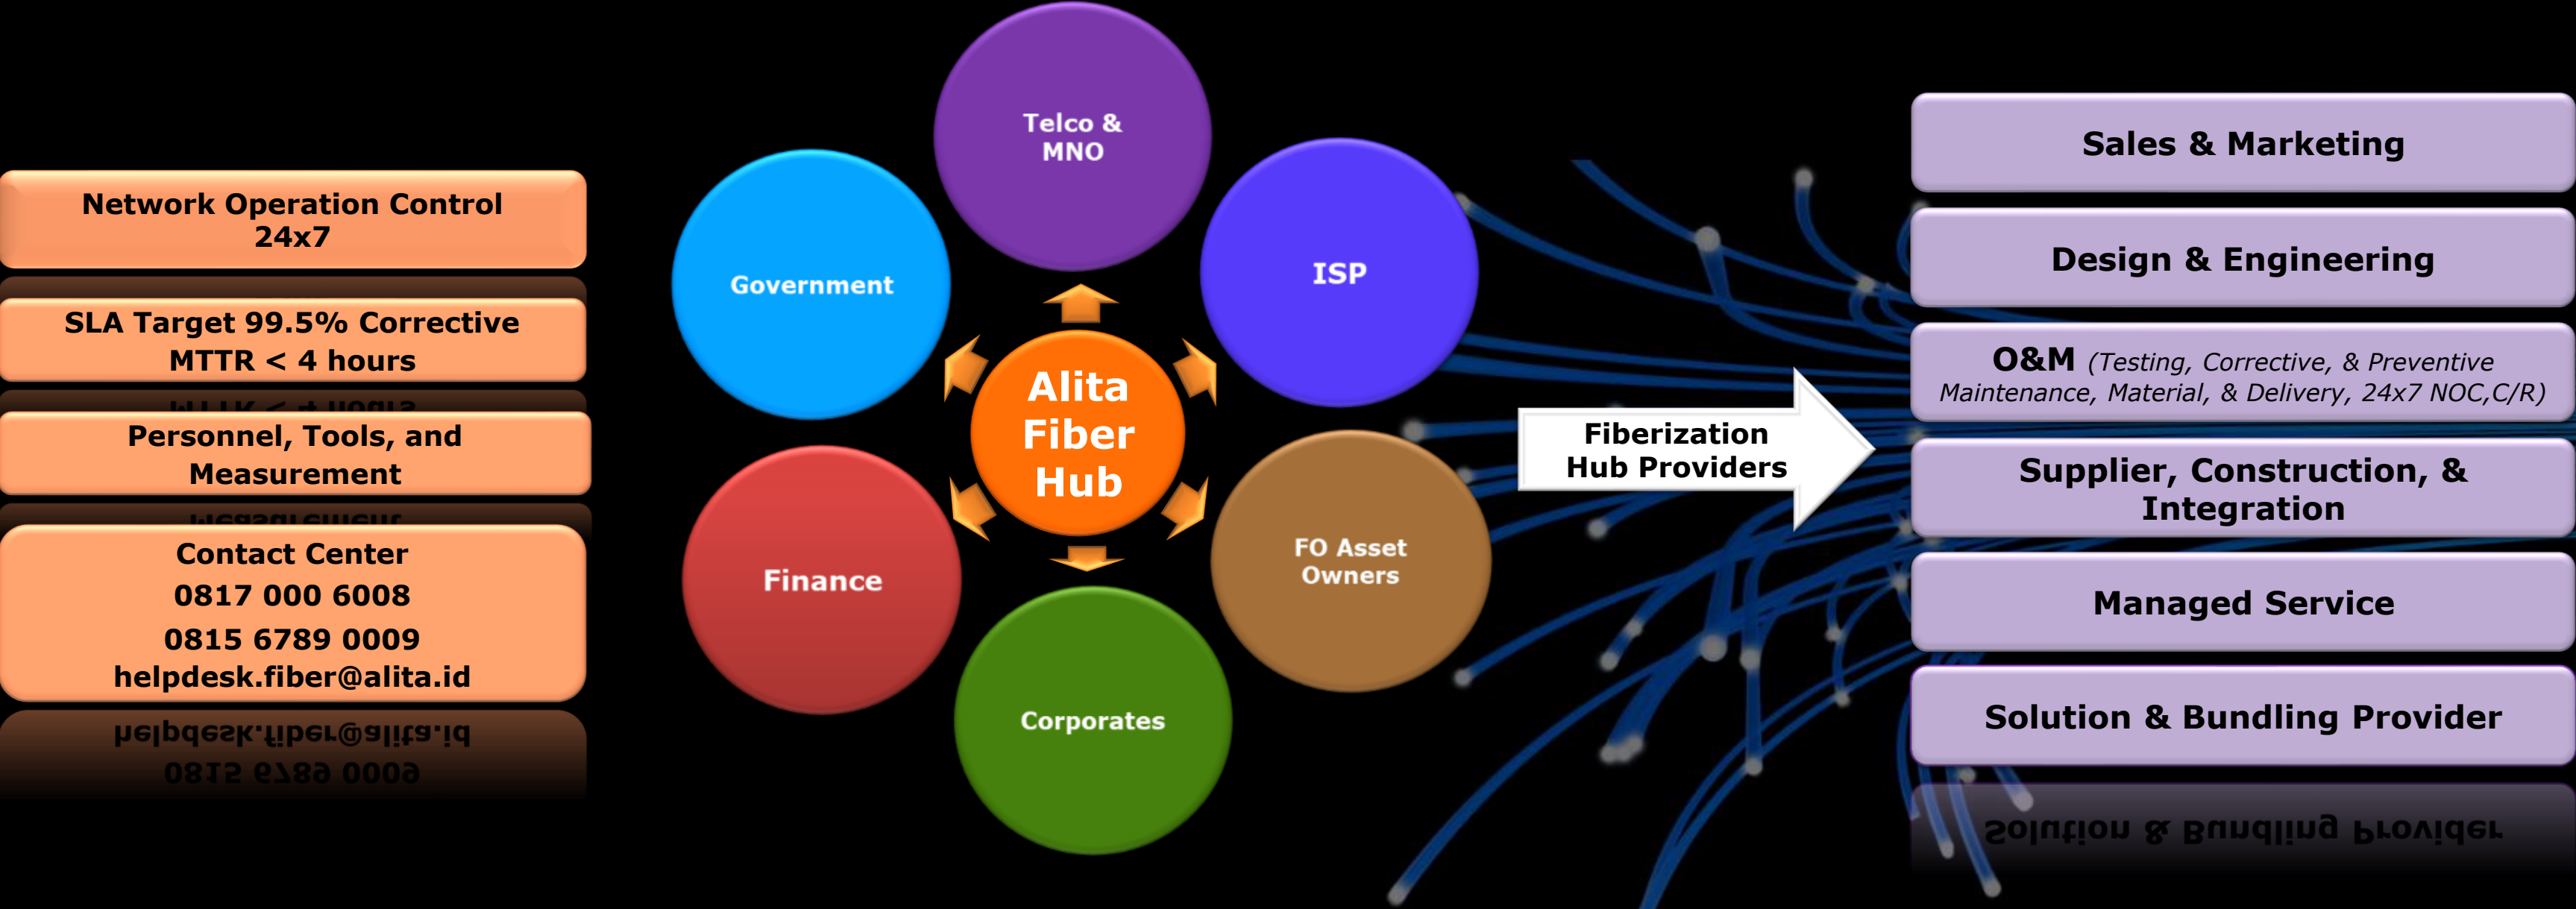 Network Operation Control
24x7
SLA Target 99.5% Corrective
MTTR < 4 hours
Personnel, Tools, and
Measurement
Contact Center
0817 000 6008
0815 6789 0009
helpdesk.fiber@alita.id
Telco &
MNO
Government
ISP
Alita
Fiber
Hub
Finance
FO Asset
Owners
Corporates
Fiberization
Hub Providers
Sales & Marketing
Design & Engineering
O&M (Testing, Corrective, & Preventive
Maintenance, Material, & Delivery, 24x7 NOC,C/R)
Supplier, Construction, &
Integration
Managed Service
Solution & Bundling Provider